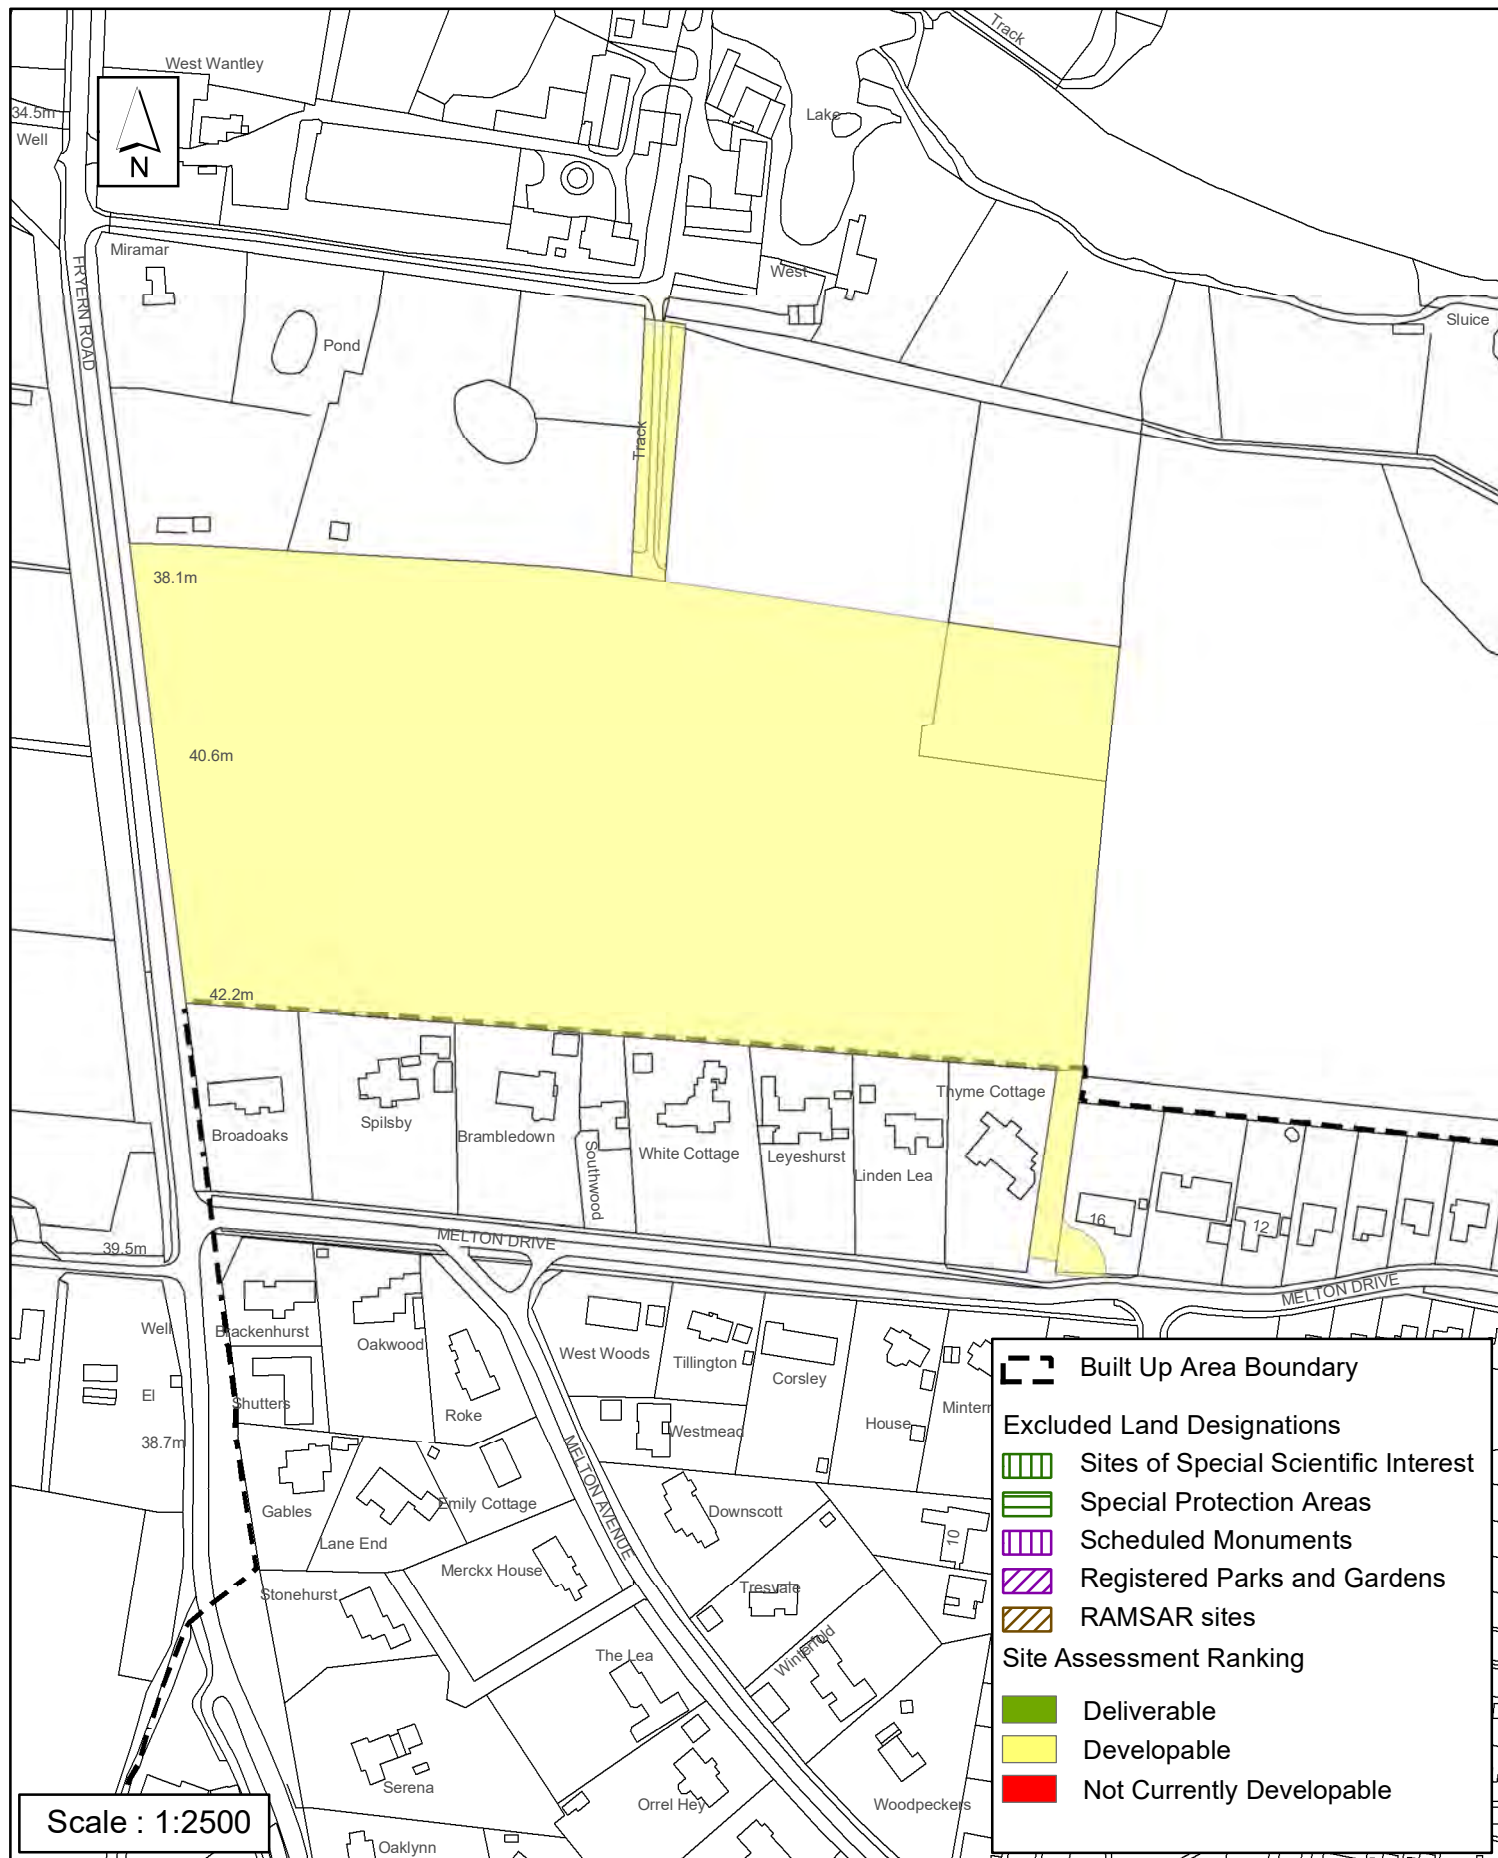 Track
West Wantley
34.5m
Well
Lake
N
Miramar
West
FRYERN ROAD
Sluice
Pond
Track
38.1m
40.6m
42.2m
Thyme Cottage
Spilsby
Broadoaks
Brambledown
Southwood
White Cottage
Leyeshurst
Linden Lea
16
12
39.5m
MELTON DRIVE
MELTON DRIVE
Well
Brackenhurst
Oakwood
West Woods
Tillington
Corsley
El
Shutters
Roke
Westmead
House
Mintern
38.7m
MELTON AVENUE
Gables
Emily Cottage
Downscott
Lane End
10
Merckx House
Tresvale
Stonehurst
Winterfold
The Lea
Serena
Orrel Hey
Woodpeckers
Oaklynn
Scale : 1:2500
Built Up Area Boundary
Excluded Land Designations
Sites of Special Scientific Interest
Special Protection Areas
Scheduled Monuments
Registered Parks and Gardens
RAMSAR sites
Site Assessment Ranking
Deliverable
Developable
Not Currently Developable